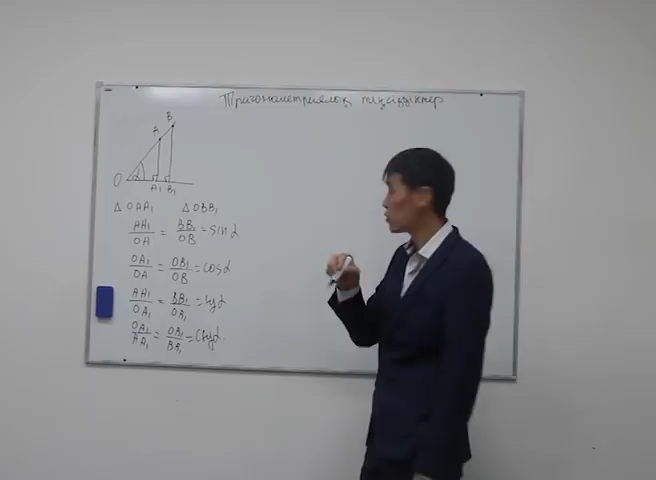 Тригонометриялық теңсіздіктер
B
A
O α A₁ B₁
△ OAA₁ △ OBB₁
AA₁/OA = BB₁/OB = sin α
OA₁/OA = OB₁/OB = cos α
AA₁/OA₁ = BB₁/OB₁ = tg α
OA₁/AA₁ = OB₁/BB₁ = ctg α.